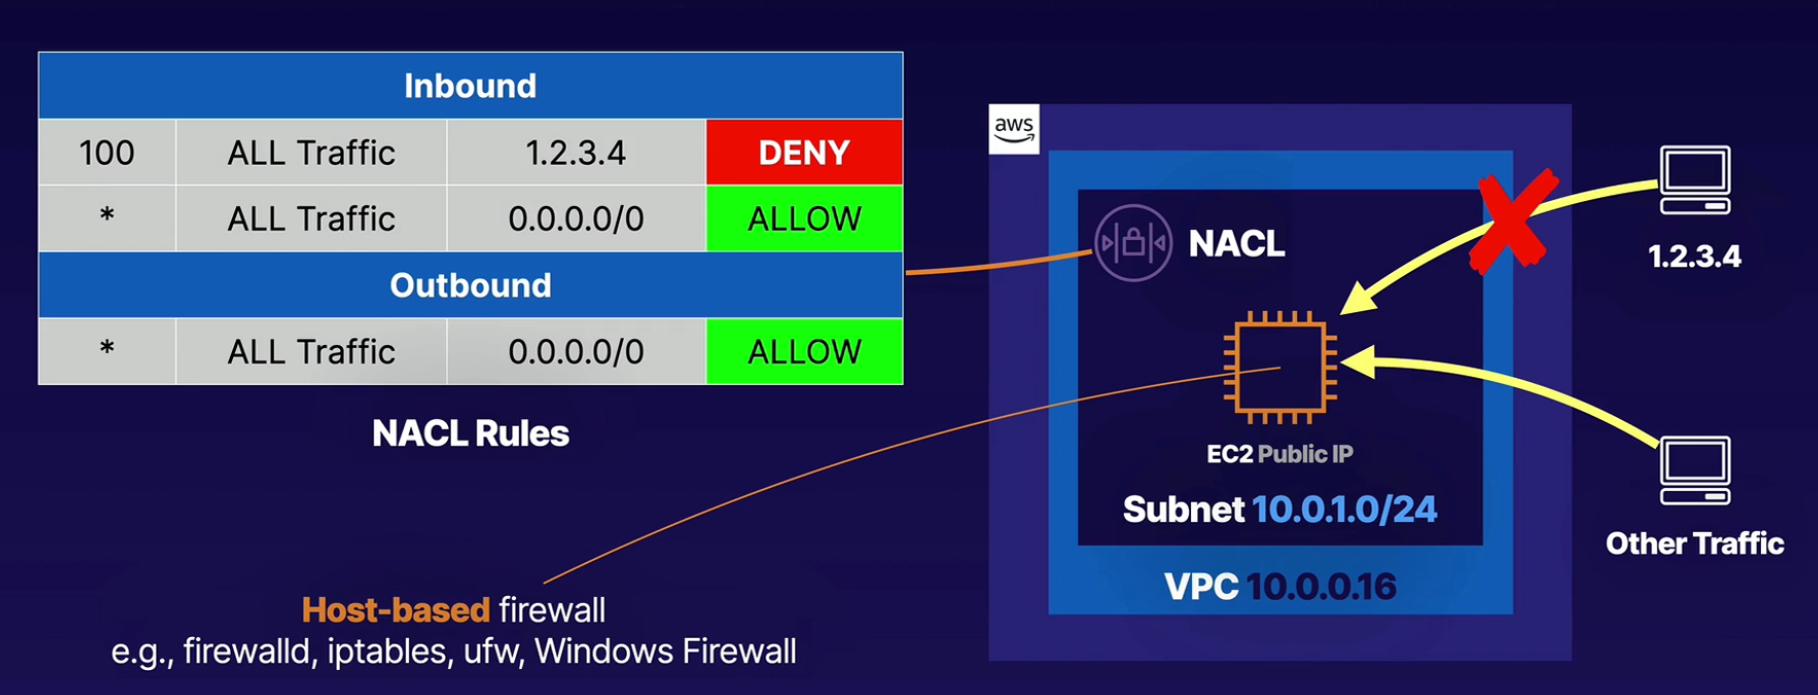 Inbound
100 ALL Traffic 1.2.3.4 DENY
* ALL Traffic 0.0.0.0/0 ALLOW
Outbound
* ALL Traffic 0.0.0.0/0 ALLOW
NACL Rules
Host-based firewall
e.g., firewalld, iptables, ufw, Windows Firewall
aws
NACL
EC2 Public IP
Subnet 10.0.1.0/24
VPC 10.0.0.16
1.2.3.4
Other Traffic